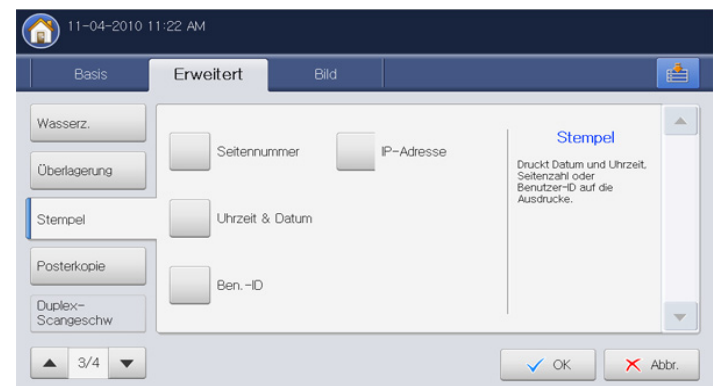 11-04-2010 11:22 AM
Basis Erweitert Bild
Wasserz.
Überlagerung
Stempel
Posterkopie
Duplex-
Scangeschw
3/4
Seitennummer IP-Adresse
Uhrzeit & Datum
Ben.-ID
Stempel
Druckt Datum und Uhrzeit,
Seitenzahl oder
Benutzer-ID auf die
Ausdrucke.
OK Abbr.